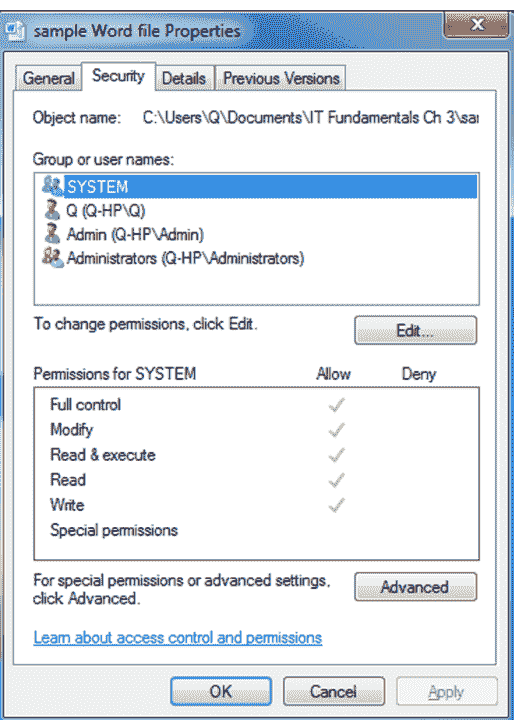 sample Word file Properties
General Security Details Previous Versions
Object name: C:\Users\Q\Documents\IT Fundamentals Ch 3\sar
Group or user names:
SYSTEM
Q (Q-HP\Q)
Admin (Q-HP\Admin)
Administrators (Q-HP\Administrators)
To change permissions, click Edit.
Edit...
Permissions for SYSTEM Allow Deny
Full control
Modify
Read & execute
Read
Write
Special permissions
For special permissions or advanced settings,
click Advanced.
Advanced
Learn about access control and permissions
OK Cancel Apply